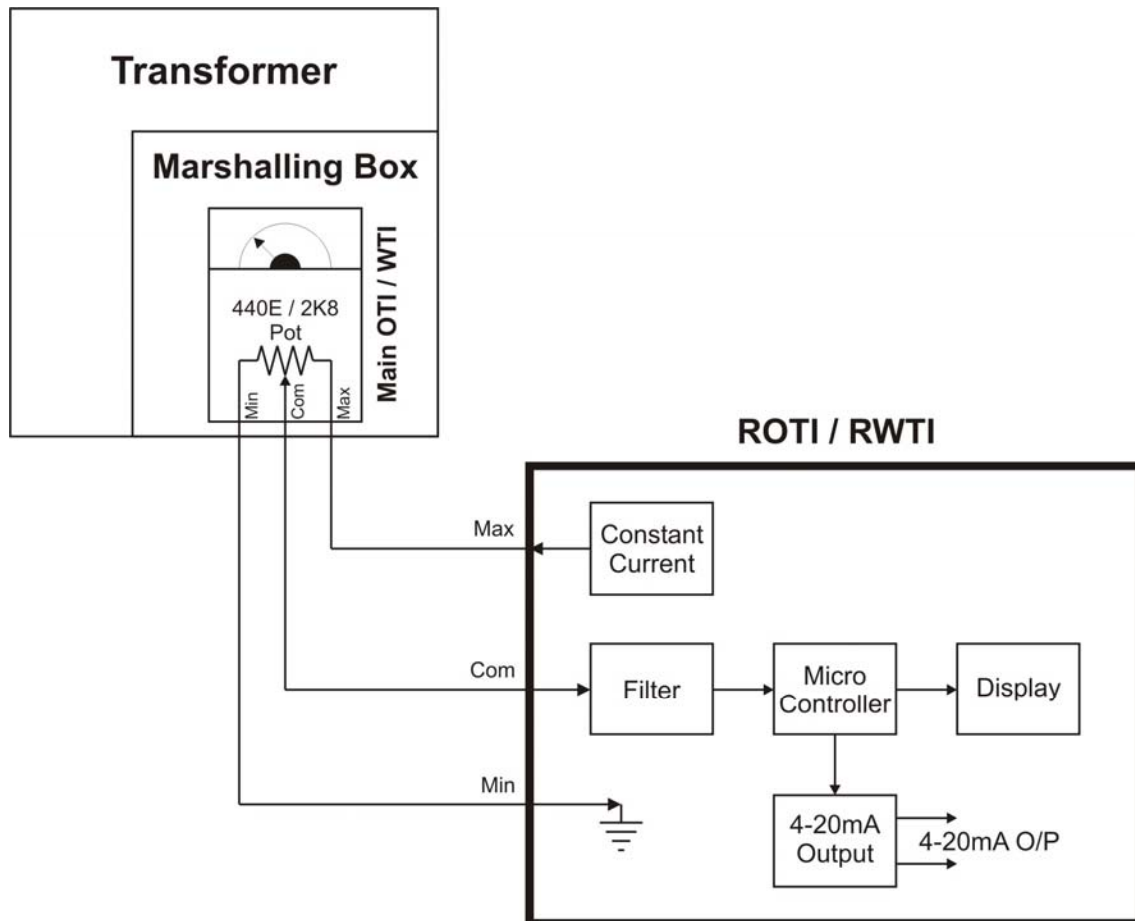 Transformer
Marshalling Box
Main OTI / WTI
440E / 2K8
Pot
Min
Com
Max
ROTI / RWTI
Max
Constant
Current
Com
Filter
Micro
Controller
Display
Min
4-20mA
Output
4-20mA O/P